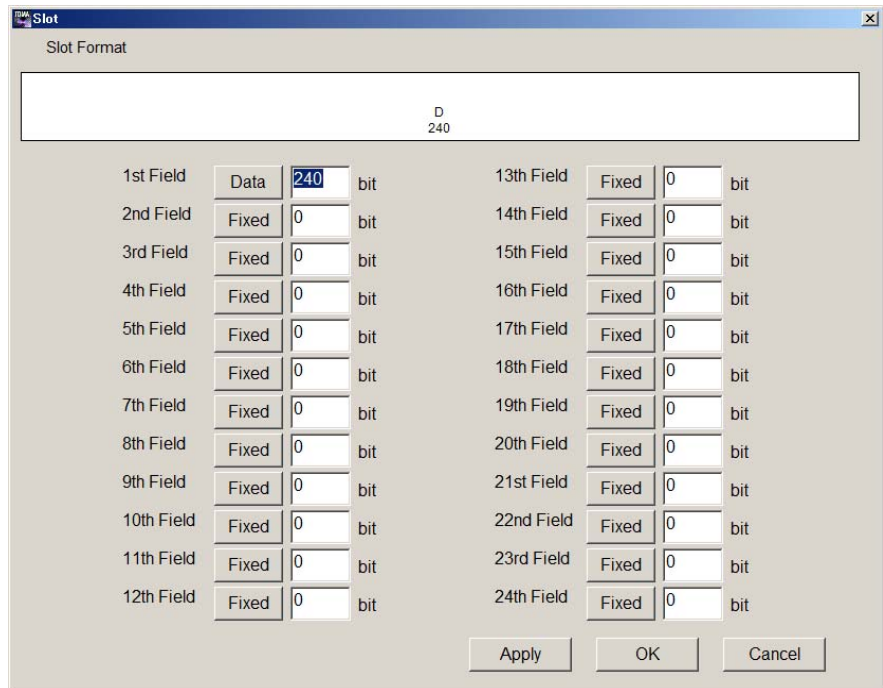 Slot
Slot Format
D
240
1st Field Data 240 bit 13th Field Fixed 0 bit
2nd Field Fixed 0 bit 14th Field Fixed 0 bit
3rd Field Fixed 0 bit 15th Field Fixed 0 bit
4th Field Fixed 0 bit 16th Field Fixed 0 bit
5th Field Fixed 0 bit 17th Field Fixed 0 bit
6th Field Fixed 0 bit 18th Field Fixed 0 bit
7th Field Fixed 0 bit 19th Field Fixed 0 bit
8th Field Fixed 0 bit 20th Field Fixed 0 bit
9th Field Fixed 0 bit 21st Field Fixed 0 bit
10th Field Fixed 0 bit 22nd Field Fixed 0 bit
11th Field Fixed 0 bit 23rd Field Fixed 0 bit
12th Field Fixed 0 bit 24th Field Fixed 0 bit
Apply OK Cancel